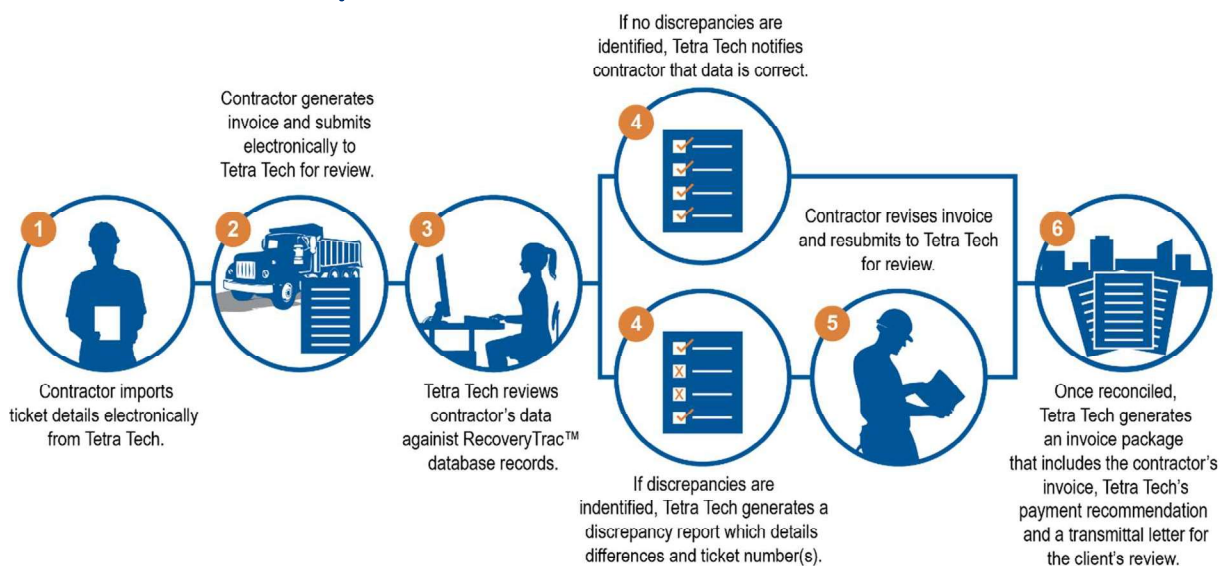 1
Contractor imports
ticket details electronically
from Tetra Tech.
Contractor generates
invoice and submits
electronically to
Tetra Tech for review.
2
3
Tetra Tech reviews
contractor's data
againist RecoveryTrac™
database records.
If no discrepancies are
identified, Tetra Tech notifies
contractor that data is correct.
4
4
If discrepancies are
indentified, Tetra Tech generates a
discrepancy report which details
differences and ticket number(s).
Contractor revises invoice
and resubmits to Tetra Tech
for review.
5
6
Once reconciled,
Tetra Tech generates
an invoice package
that includes the contractor's
invoice, Tetra Tech's
payment recommendation
and a transmittal letter for
the client's review.